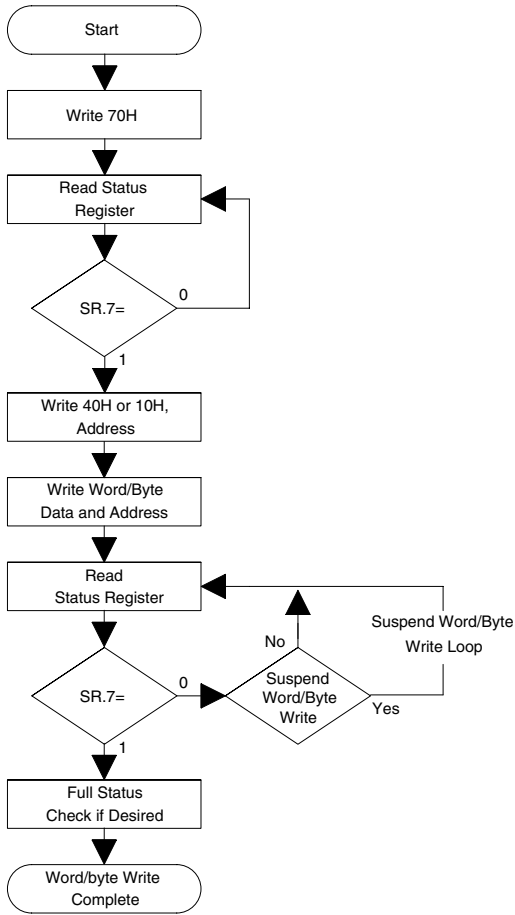 Start
Write 70H
Read Status
Register
SR.7=
0
1
Write 40H or 10H,
Address
Write Word/Byte
Data and Address
Read
Status Register
Suspend Word/Byte
Write Loop
No
SR.7=
0
Suspend
Word/Byte
Write
Yes
1
Full Status
Check if Desired
Word/byte Write
Complete